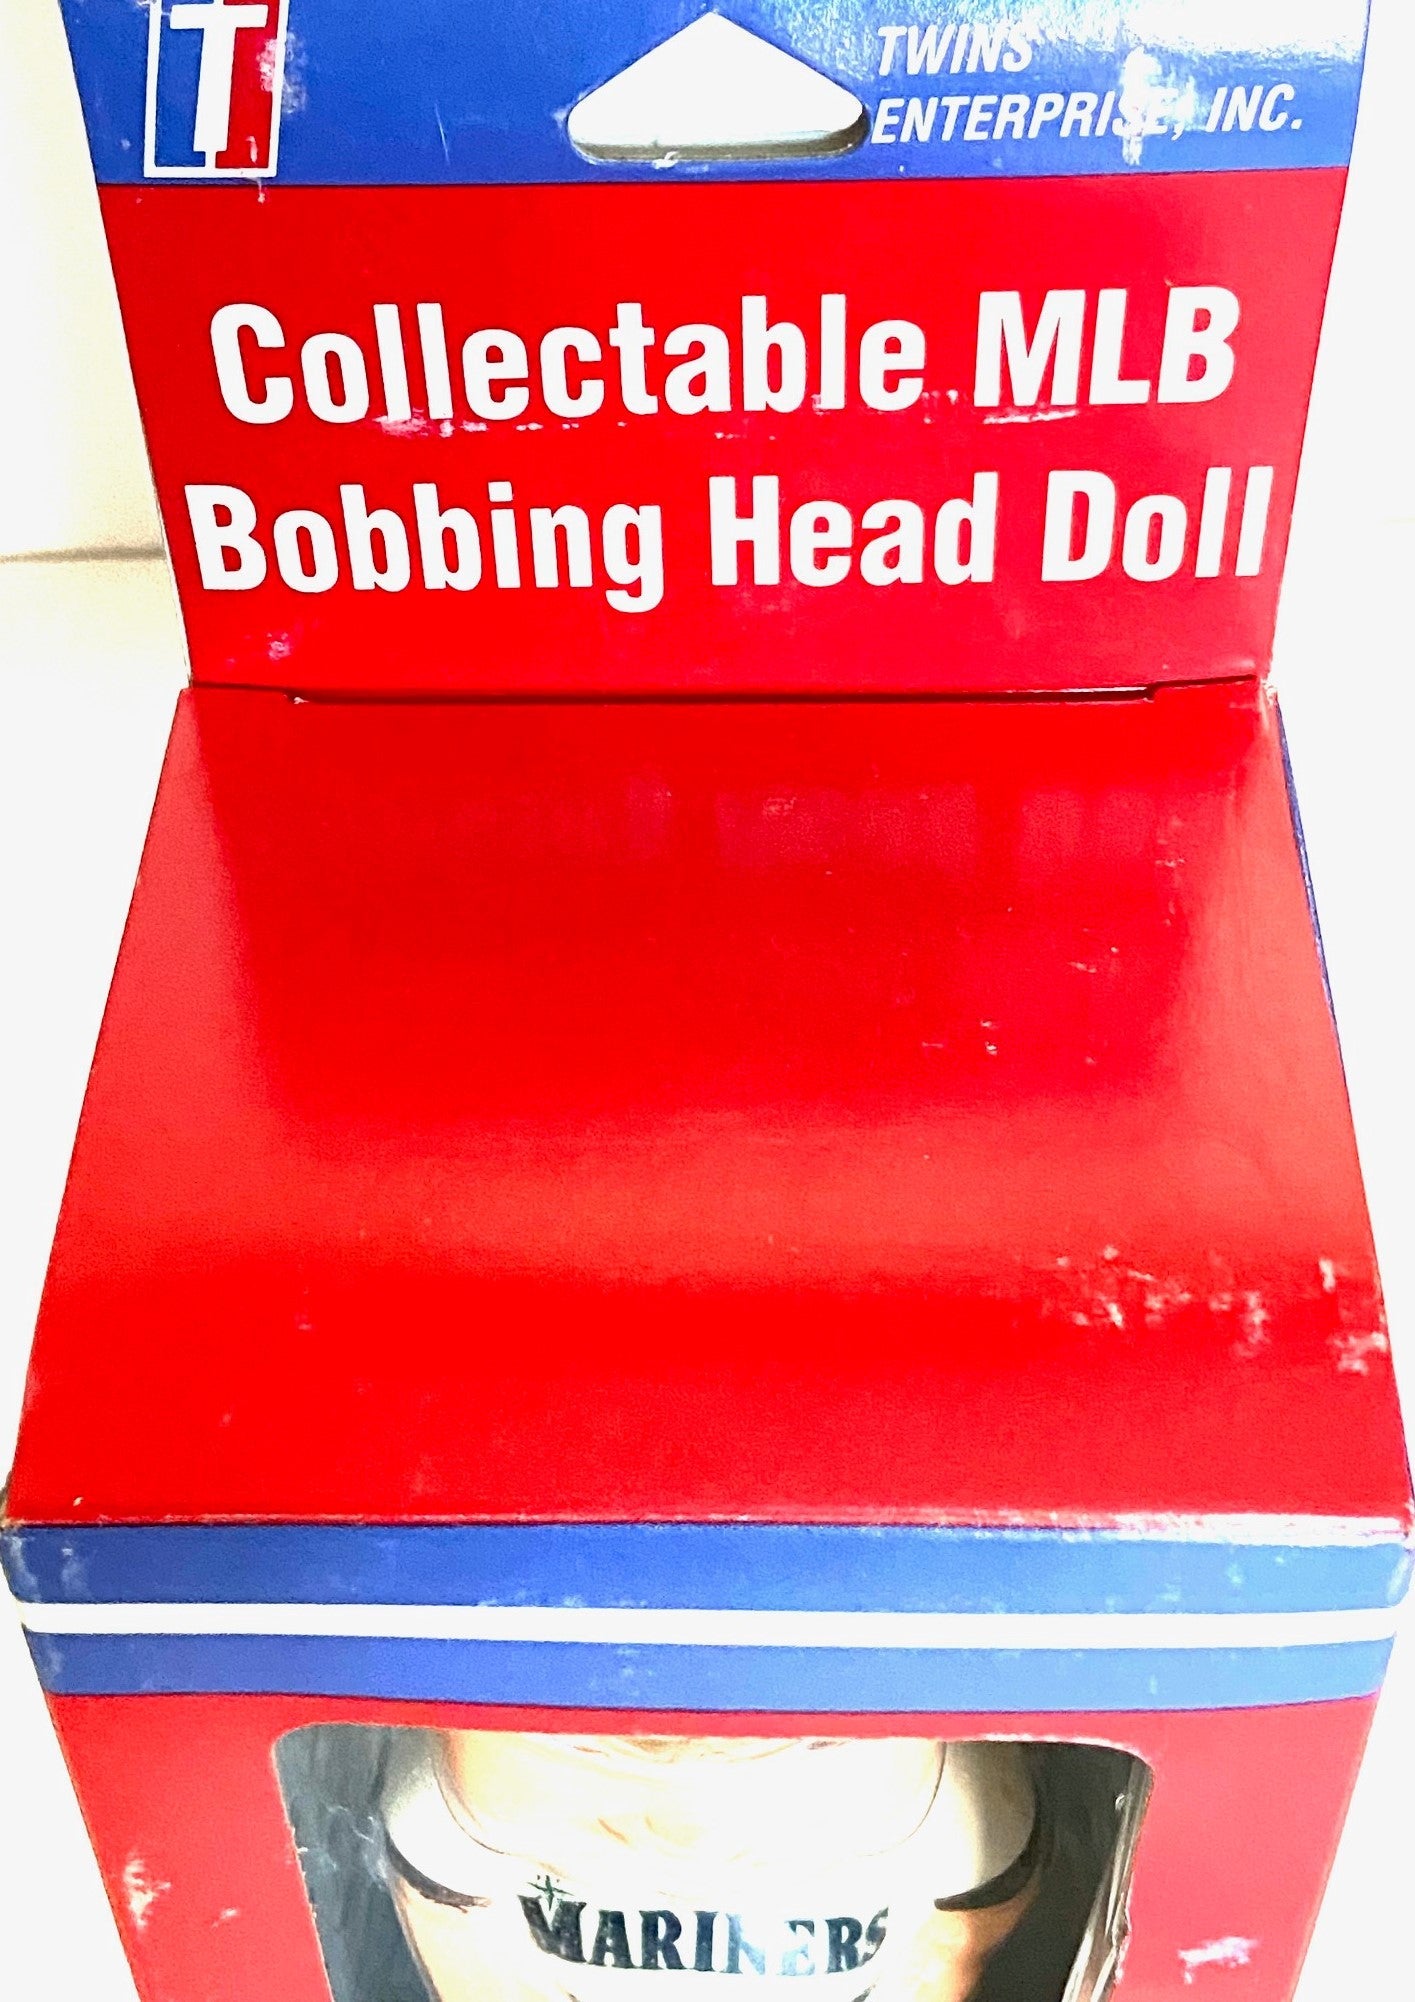 T
TWINS
ENTERPRISE, INC.
Collectable MLB
Bobbing Head Doll
MARINERS